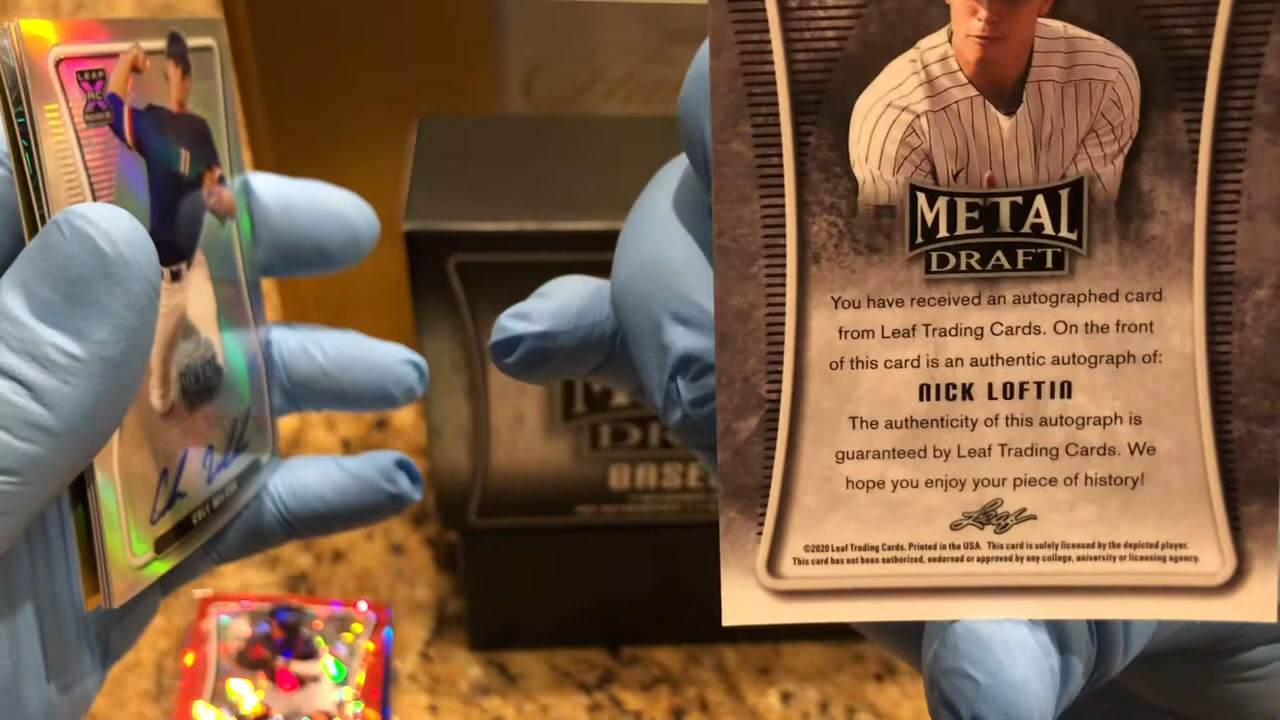 LEAF
RC
METAL
DRAFT
You have received an autographed card
from Leaf Trading Cards. On the front
of this card is an authentic autograph of:
NICK LOFTIN
The authenticity of this autograph is
guaranteed by Leaf Trading Cards. We
hope you enjoy your piece of history!
Leaf
©2020 Leaf Trading Cards. Printed in the USA. This card is solely licensed by the depicted player.
This card has not been authorized, endorsed or approved by any college, university or licensing agency.